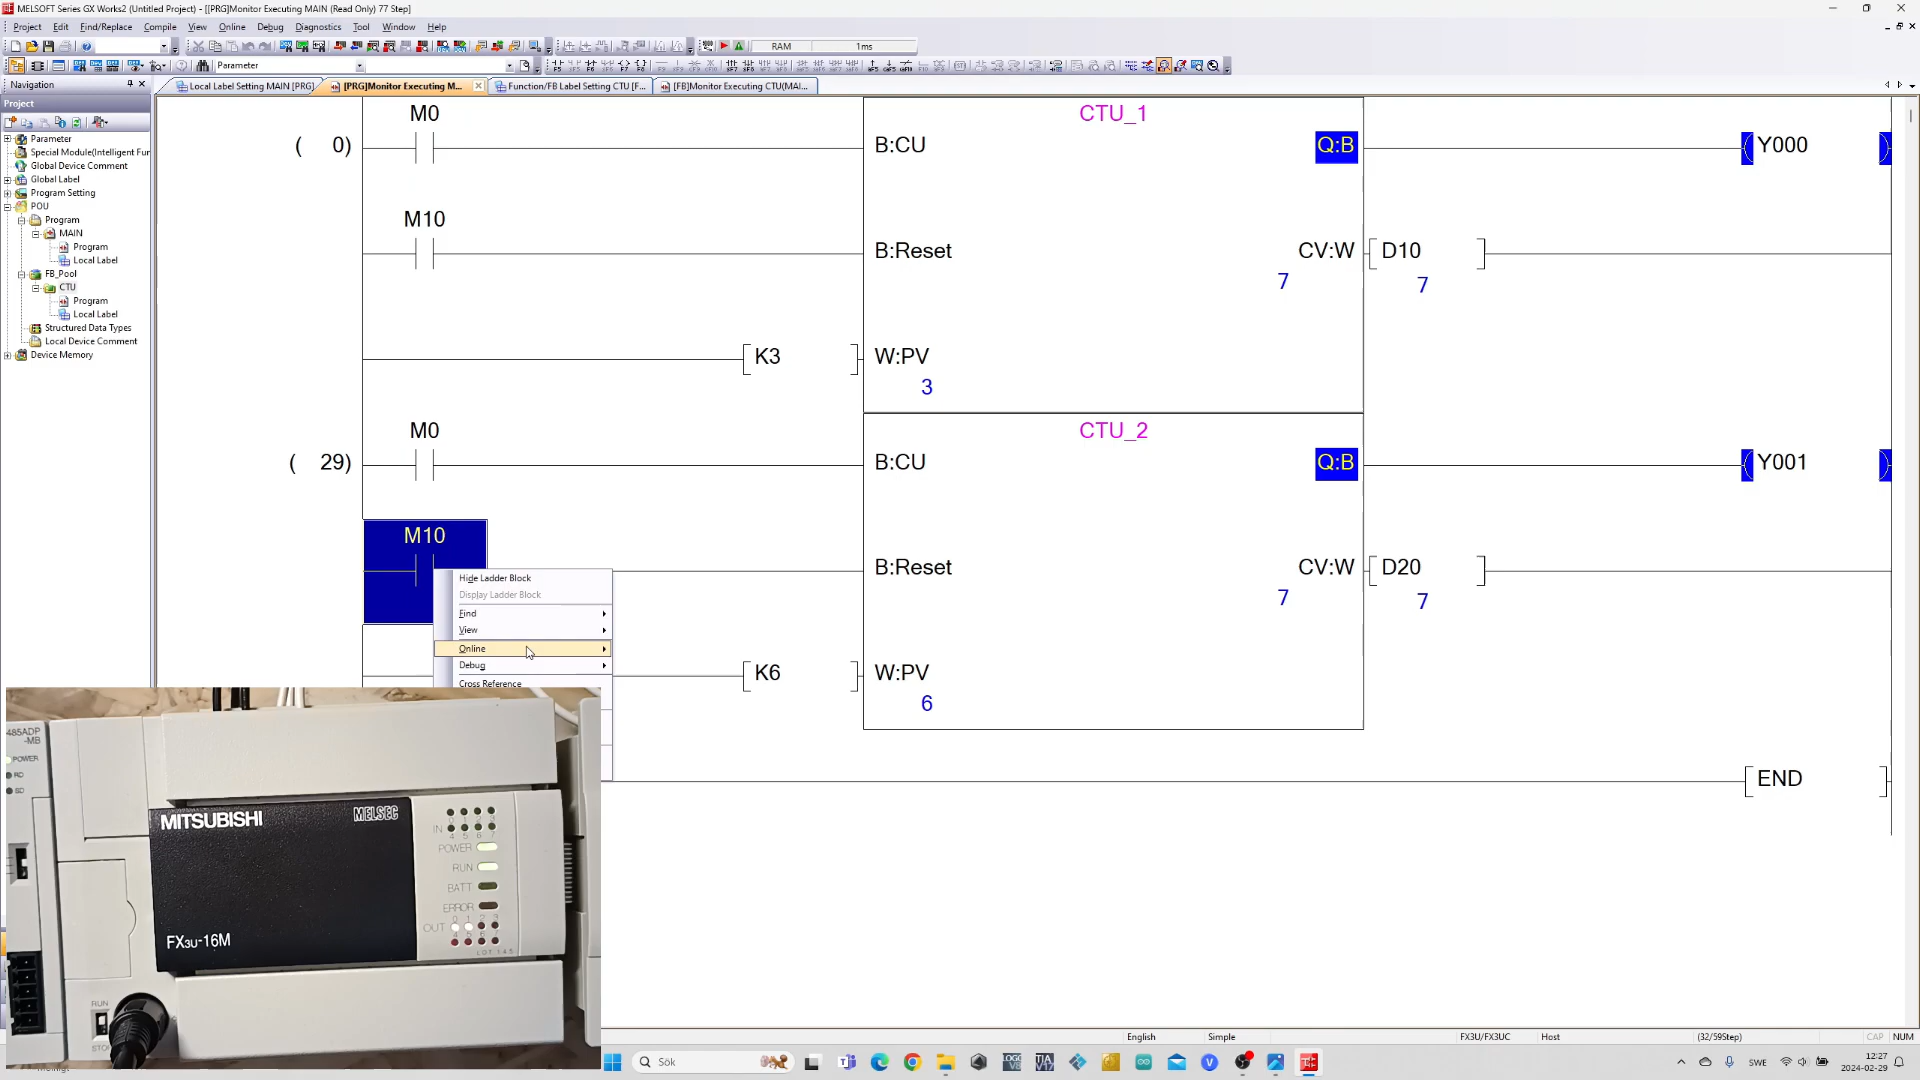 MELSOFT Series GX Works2 (Untitled Project) - [[PRG]Monitor Executing MAIN (Read Only) 77 Step]
Project Edit Find/Replace Compile View Online Debug Diagnostics Tool Window Help
RAM 1ms
Parameter
Navigation
Local Label Setting MAIN [PRG]
[PRG]Monitor Executing M...
Function/FB Label Setting CTU [F...
[FB]Monitor Executing CTU(MAI...
Project
Parameter
Special Module(Intelligent Fun
Global Device Comment
Global Label
Program Setting
POU
Program
MAIN
Program
Local Label
FB_Pool
CTU
Program
Local Label
Structured Data Types
Local Device Comment
Device Memory
M0 CTU_1
( 0) B:CU Q:B Y000
M10
B:Reset CV:W D10
7 7
K3 W:PV
3
M0 CTU_2
( 29) B:CU Q:B Y001
M10
B:Reset CV:W D20
7 7
K6 W:PV
6
END
Hide Ladder Block
Display Ladder Block
Find
View
Online
Debug
Cross Reference
485ADP
-MB
POWER
RD
SD
MITSUBISHI
MELSEC
FX3U-16M
IN
POWER
RUN
BATT
ERROR
OUT
RUN
STOP
English Simple FX3U/FX3UC Host (32/59Step) CAP NUM
Sök
SWE
12:27
2024-02-29